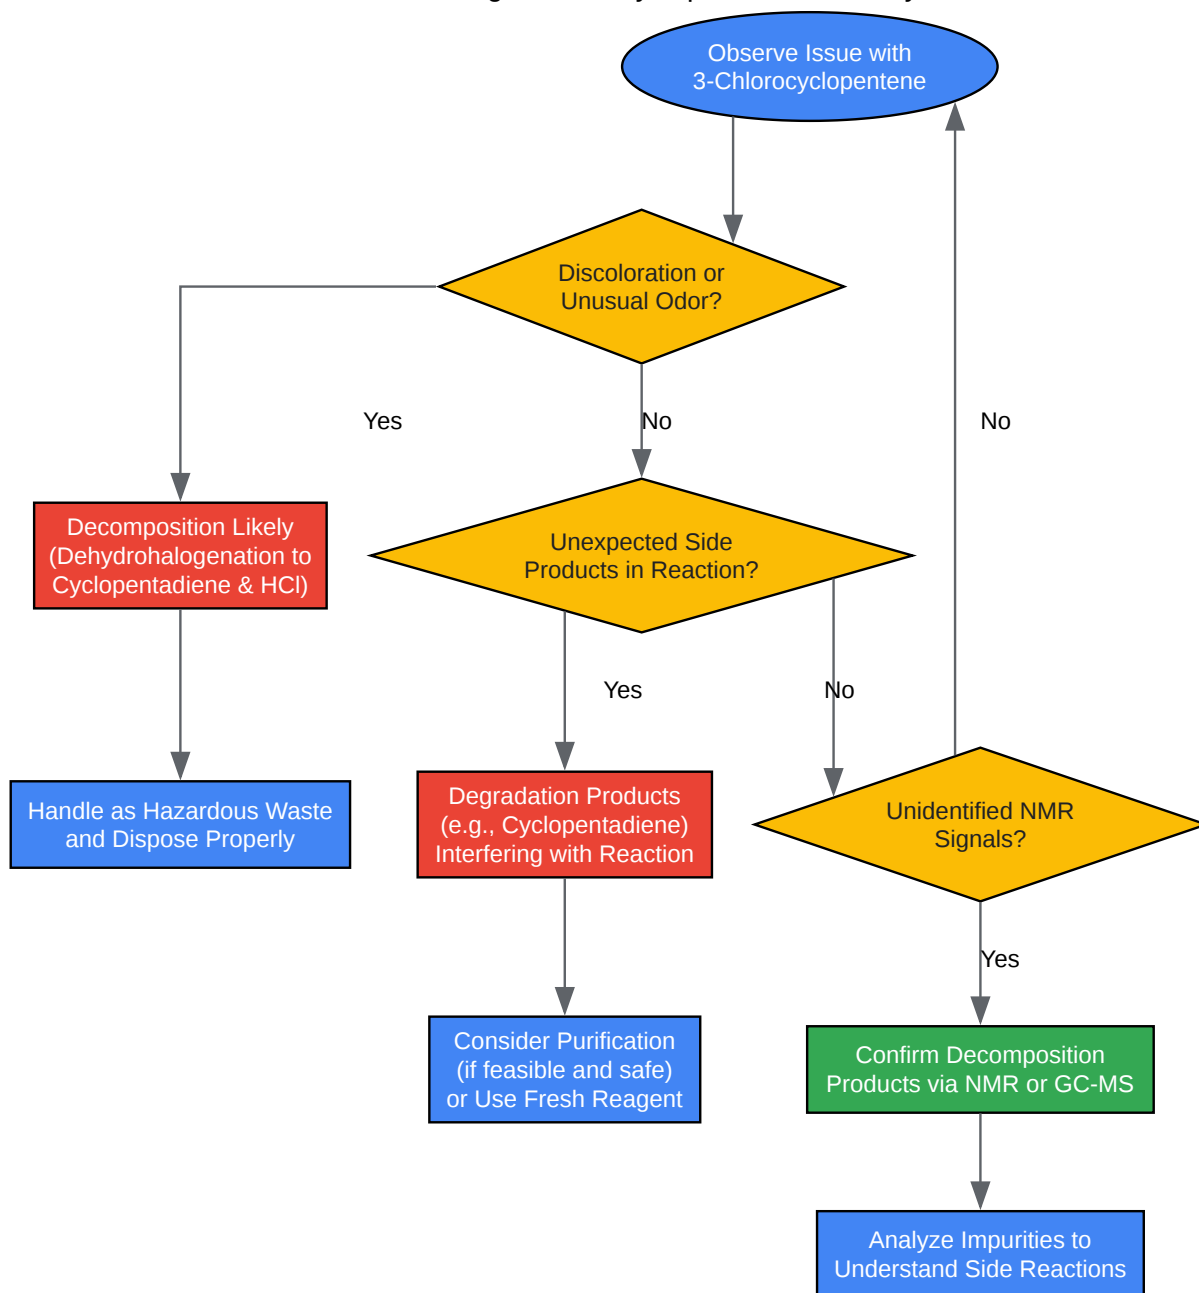 Observe Issue with
3-Chlorocyclopentene
Discoloration or
Unusual Odor?
Yes
No
No
Decomposition Likely
(Dehydrohalogenation to
Cyclopentadiene & HCl)
Unexpected Side
Products in Reaction?
Yes
No
Handle as Hazardous Waste
and Dispose Properly
Degradation Products
(e.g., Cyclopentadiene)
Interfering with Reaction
Unidentified NMR
Signals?
Yes
Consider Purification
(if feasible and safe)
or Use Fresh Reagent
Confirm Decomposition
Products via NMR or GC-MS
Analyze Impurities to
Understand Side Reactions